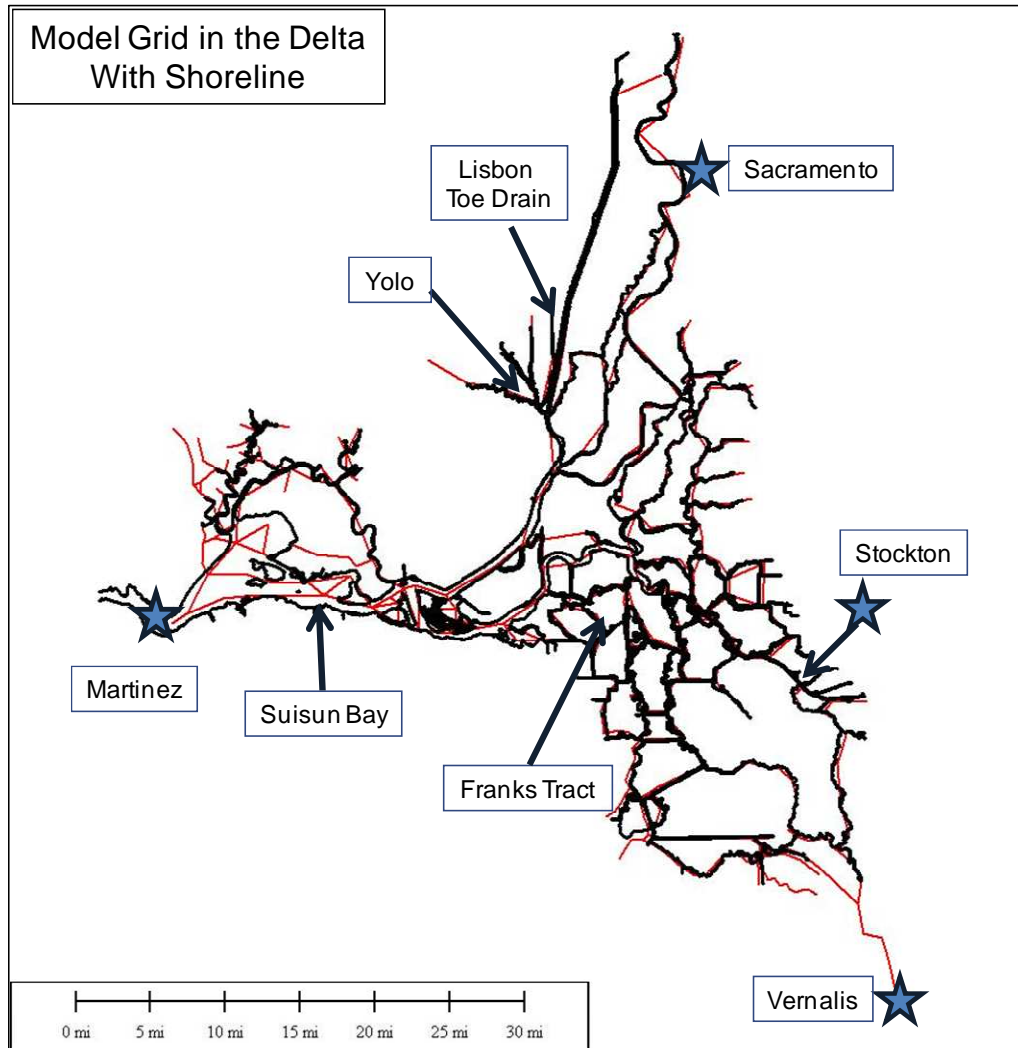 Model Grid in the Delta
With Shoreline
Lisbon
Toe Drain
Sacramento
Yolo
Stockton
Martinez
Suisun Bay
Franks Tract
Vernalis
0 mi 5 mi 10 mi 15 mi 20 mi 25 mi 30 mi